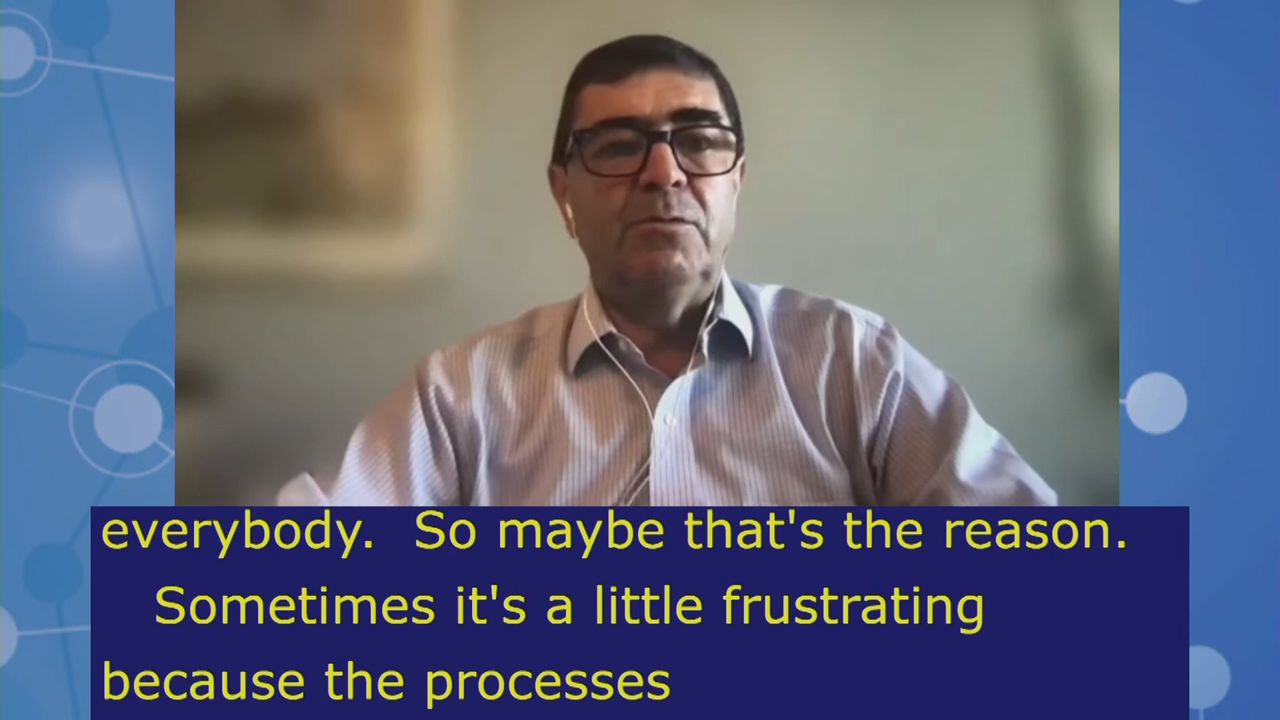 everybody.  So maybe that's the reason.
Sometimes it's a little frustrating
because the processes